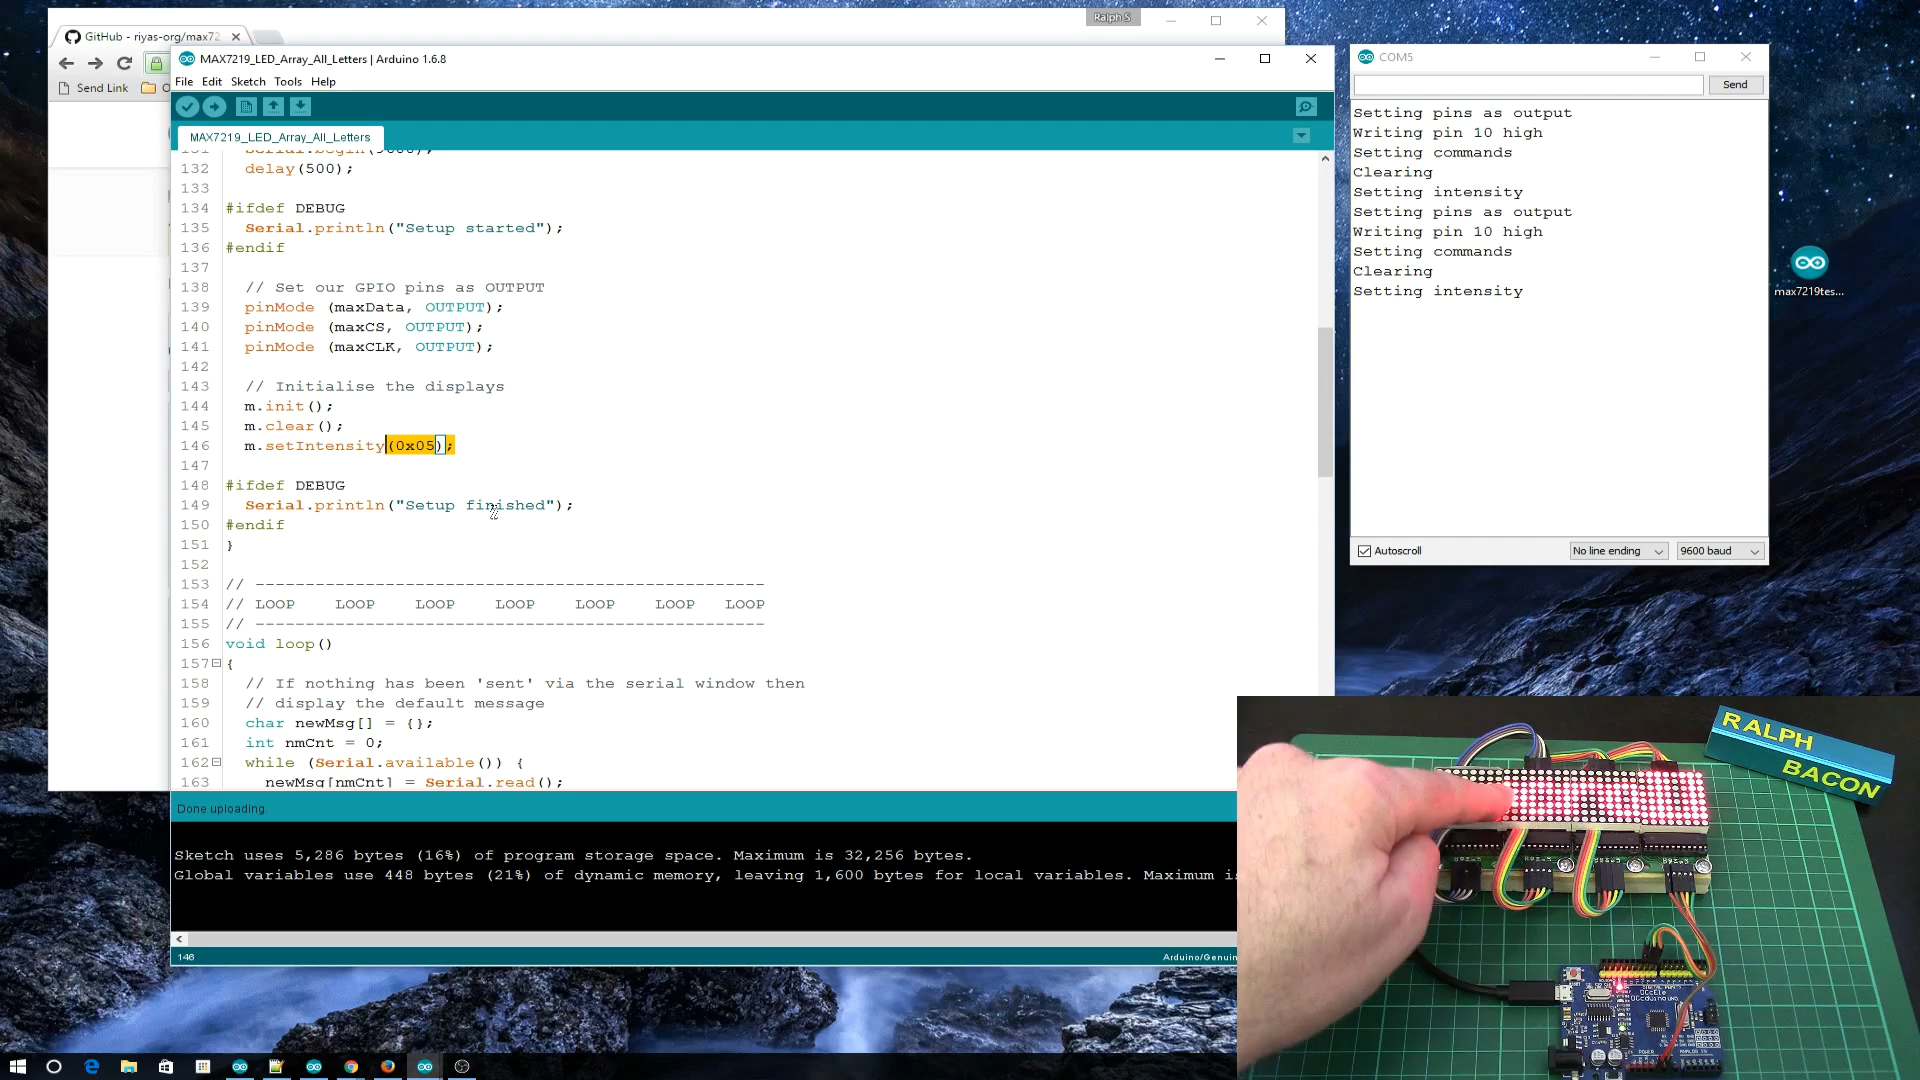 Ralph S
GitHub - riyas-org/max72
MAX7219_LED_Array_All_Letters | Arduino 1.6.8
File Edit Sketch Tools Help
Send Link
MAX7219_LED_Array_All_Letters
131 Serial.begin(9600);
132 delay(500);
133
134 #ifdef DEBUG
135 Serial.println("Setup started");
136 #endif
137
138 // Set our GPIO pins as OUTPUT
139 pinMode (maxData, OUTPUT);
140 pinMode (maxCS, OUTPUT);
141 pinMode (maxCLK, OUTPUT);
142
143 // Initialise the displays
144 m.init();
145 m.clear();
146 m.setIntensity(0x05);
147
148 #ifdef DEBUG
149 Serial.println("Setup finished");
150 #endif
151 }
152
153 // ---------------------------------------------------
154 // LOOP LOOP LOOP LOOP LOOP LOOP LOOP
155 // ---------------------------------------------------
156 void loop()
157 {
158 // If nothing has been 'sent' via the serial window then
159 // display the default message
160 char newMsg[] = {};
161 int nmCnt = 0;
162 while (Serial.available()) {
163 newMsg[nmCnt] = Serial.read();
Done uploading.
Sketch uses 5,286 bytes (16%) of program storage space. Maximum is 32,256 bytes.
Global variables use 448 bytes (21%) of dynamic memory, leaving 1,600 bytes for local variables. Maximum i
146
Arduino/Genuin
COM5
Send
Setting pins as output
Writing pin 10 high
Setting commands
Clearing
Setting intensity
Setting pins as output
Writing pin 10 high
Setting commands
Clearing
Setting intensity
Autoscroll
No line ending
9600 baud
max7219tes...
RALPH
BACON